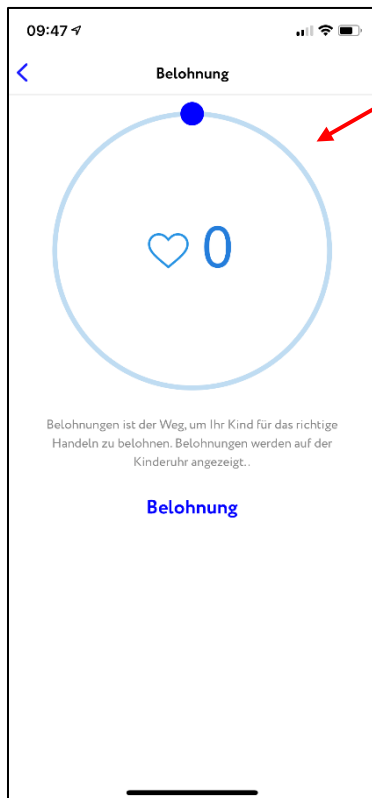 09:47
Belohnung
0
Belohnungen ist der Weg, um Ihr Kind für das richtige
Handeln zu belohnen. Belohnungen werden auf der
Kinderuhr angezeigt..
Belohnung